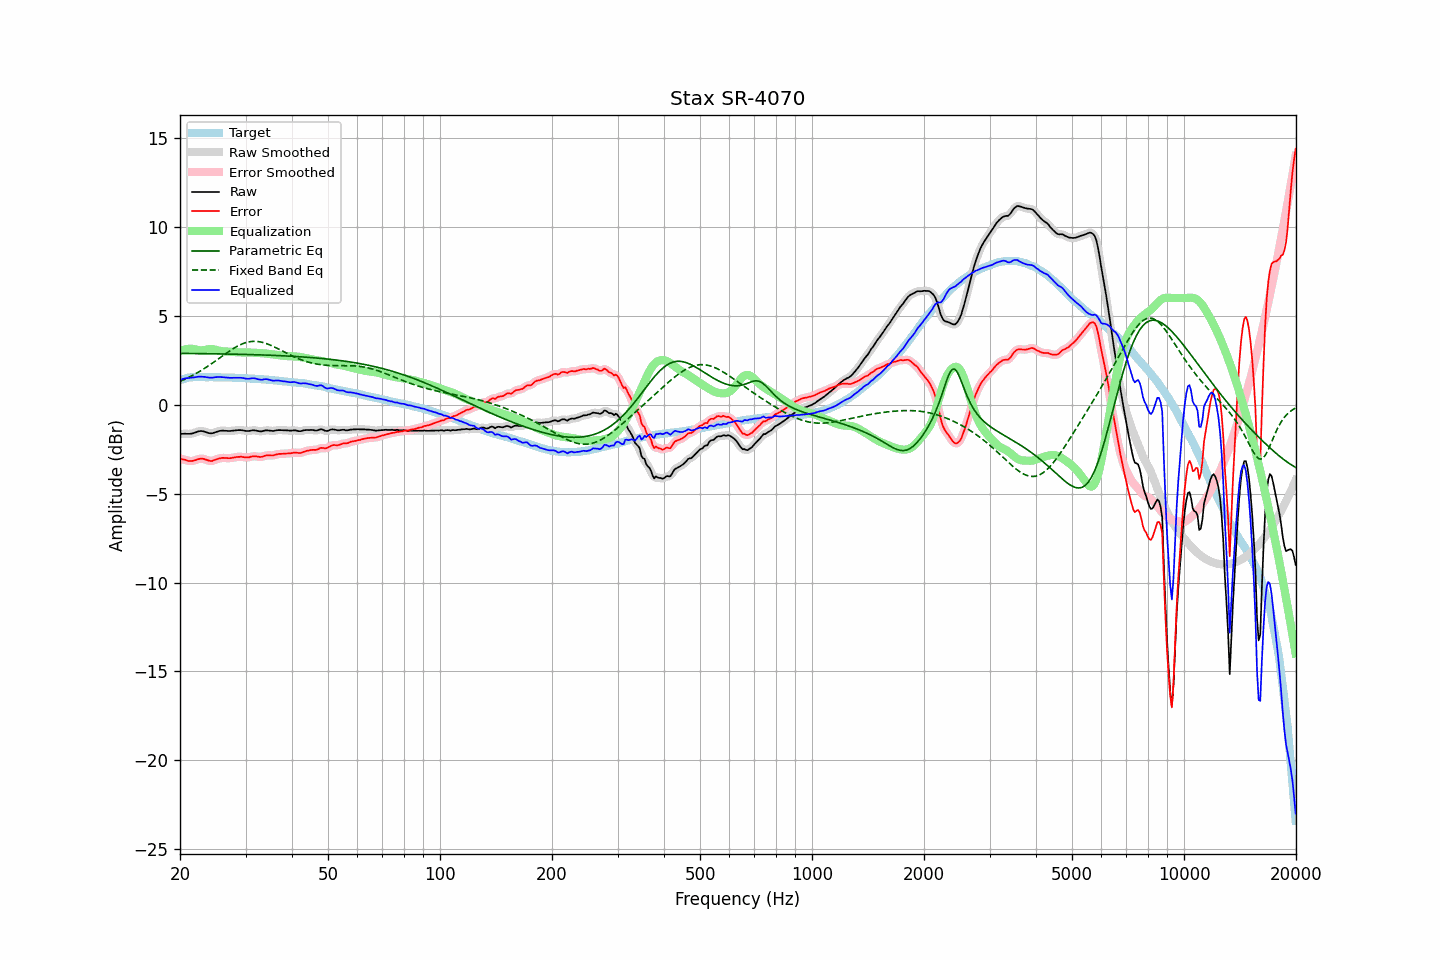 Stax SR-4070
Target
Raw Smoothed
Error Smoothed
Raw
Error
Equalization
Parametric Eq
Fixed Band Eq
Equalized
15
10
5
0
−5
−10
−15
−20
−25
Amplitude (dBr)
20
50
100
200
500
1000
2000
5000
10000
20000
Frequency (Hz)